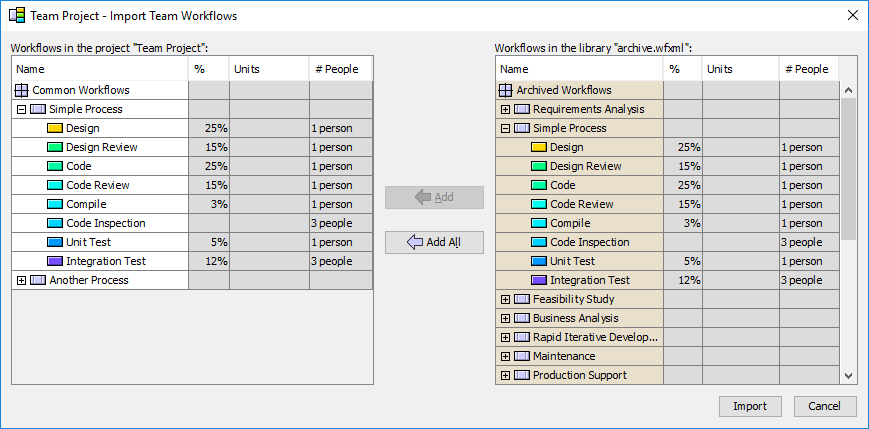 Team Project - Import Team Workflows
Workflows in the project "Team Project":
Name % Units # People
Common Workflows
Simple Process
Design 25% 1 person
Design Review 15% 1 person
Code 25% 1 person
Code Review 15% 1 person
Compile 3% 1 person
Code Inspection 3 people
Unit Test 5% 1 person
Integration Test 12% 3 people
Another Process
Add
Add All
Workflows in the library "archive.wfxml":
Name % Units # People
Archived Workflows
Requirements Analysis
Simple Process
Design 25% 1 person
Design Review 15% 1 person
Code 25% 1 person
Code Review 15% 1 person
Compile 3% 1 person
Code Inspection 3 people
Unit Test 5% 1 person
Integration Test 12% 3 people
Feasibility Study
Business Analysis
Rapid Iterative Develop...
Maintenance
Production Support
Import Cancel